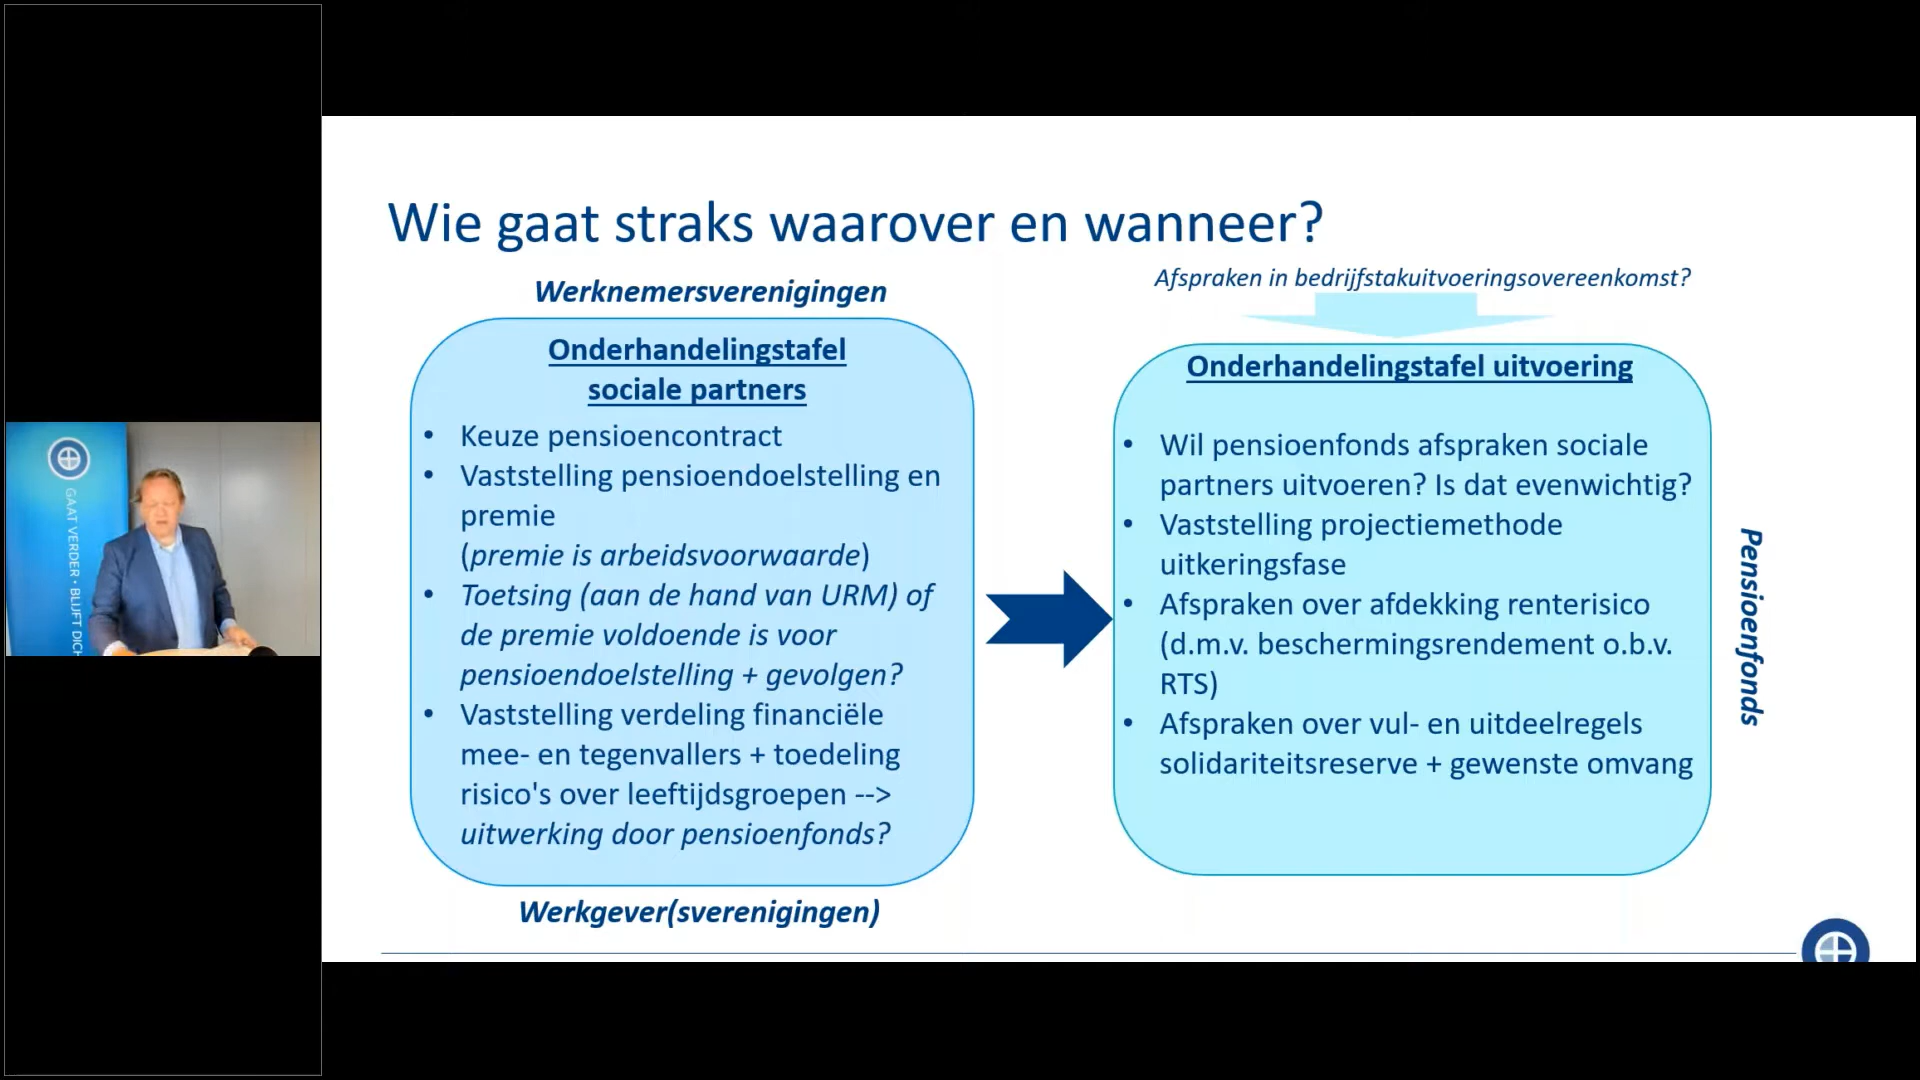 Wie gaat straks waarover en wanneer?
Werknemersverenigingen
Onderhandelingstafel
sociale partners
• Keuze pensioencontract
• Vaststelling pensioendoelstelling en
premie
(premie is arbeidsvoorwaarde)
• Toetsing (aan de hand van URM) of
de premie voldoende is voor
pensioendoelstelling + gevolgen?
• Vaststelling verdeling financiële
mee- en tegenvallers + toedeling
risico's over leeftijdsgroepen -->
uitwerking door pensioenfonds?
Werkgever(sverenigingen)
Afspraken in bedrijfstakuitvoeringsovereenkomst?
Onderhandelingstafel uitvoering
• Wil pensioenfonds afspraken sociale
partners uitvoeren? Is dat evenwichtig?
• Vaststelling projectiemethode
uitkeringsfase
• Afspraken over afdekking renterisico
(d.m.v. beschermingsrendement o.b.v.
RTS)
• Afspraken over vul- en uitdeelregels
solidariteitsreserve + gewenste omvang
Pensioenfonds
GAAT VERDER • BLIJFT DICH